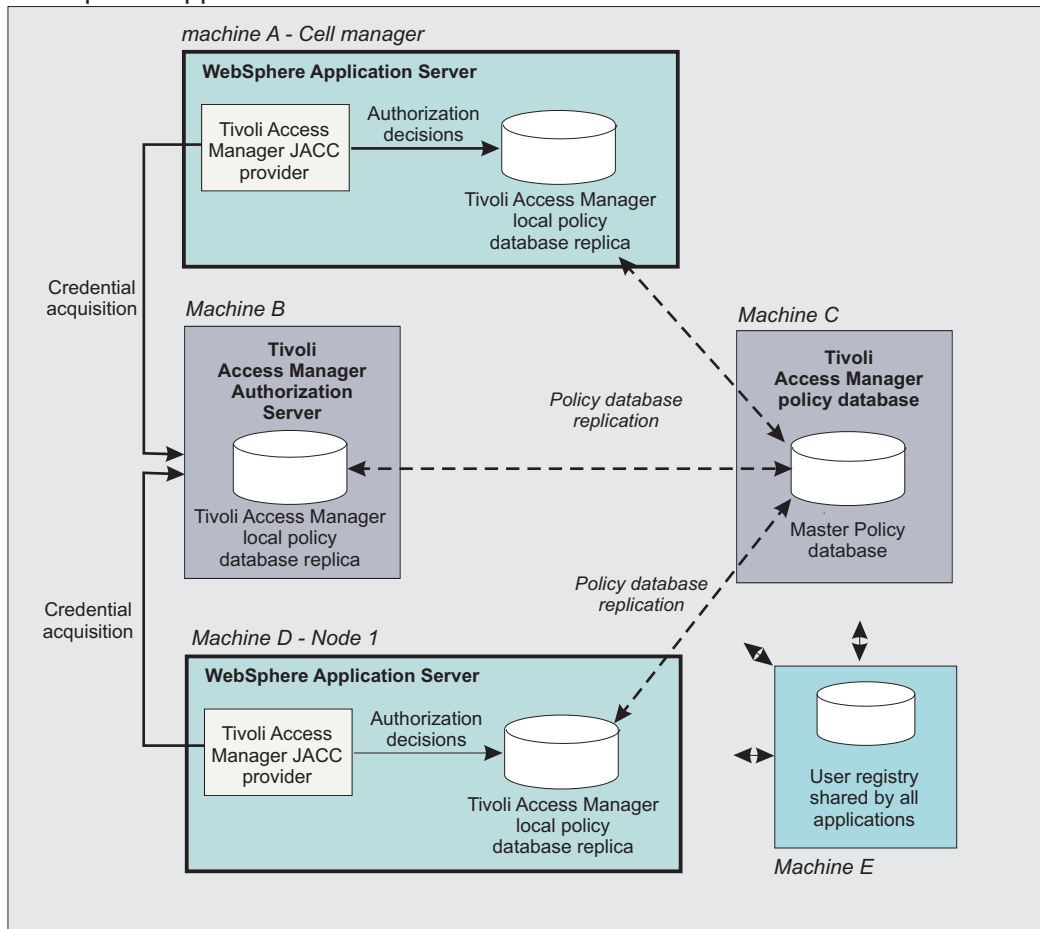 machine A - Cell manager
WebSphere Application Server
Tivoli Access
Manager JACC
provider
Authorization
decisions
Tivoli Access Manager
local policy
database replica
Credential
acquisition
Machine B
Tivoli
Access Manager
Authorization
Server
Tivoli Access Manager
local policy
database replica
Policy database
replication
Machine C
Tivoli
Access Manager
policy database
Master Policy
database
Credential
acquisition
Policy database
replication
Machine D - Node 1
WebSphere Application Server
Tivoli Access
Manager JACC
provider
Authorization
decisions
Tivoli Access Manager
local policy
database replica
User registry
shared by all
applications
Machine E